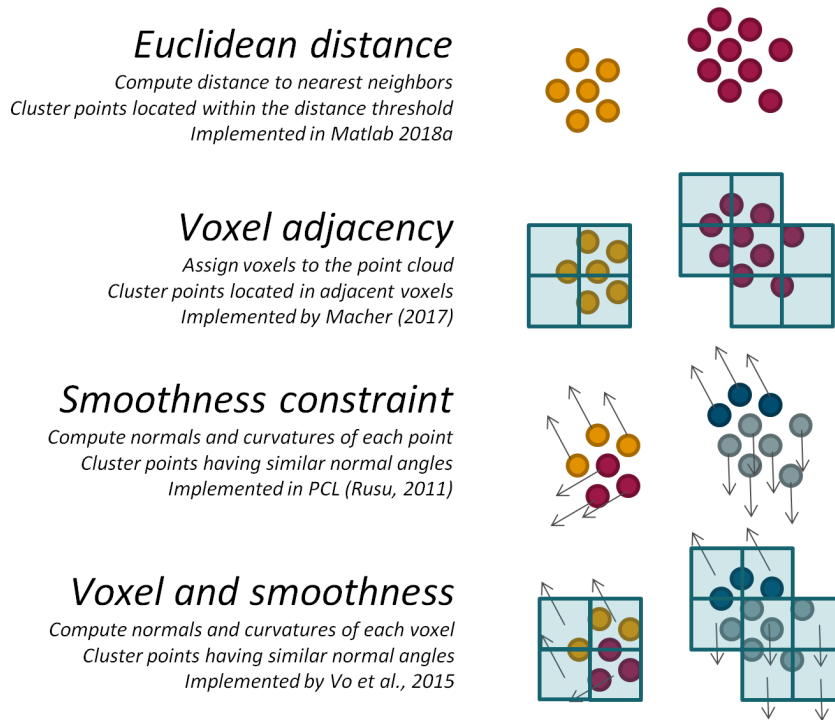 Euclidean distance
Compute distance to nearest neighbors
Cluster points located within the distance threshold
Implemented in Matlab 2018a
Voxel adjacency
Assign voxels to the point cloud
Cluster points located in adjacent voxels
Implemented by Macher (2017)
Smoothness constraint
Compute normals and curvatures of each point
Cluster points having similar normal angles
Implemented in PCL (Rusu, 2011)
Voxel and smoothness
Compute normals and curvatures of each voxel
Cluster points having similar normal angles
Implemented by Vo et al., 2015